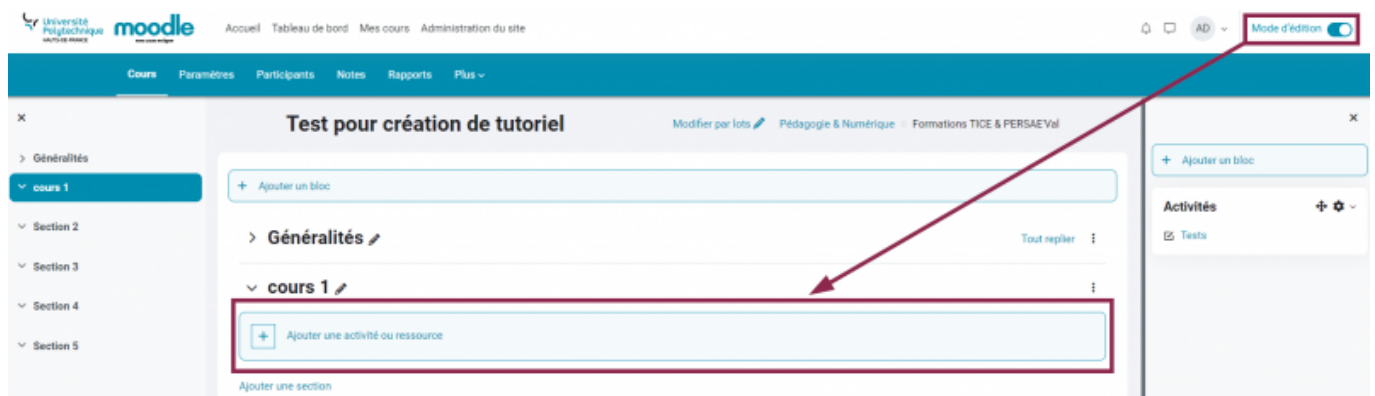 Université
Polytechnique
HAUTS-DE-FRANCE
moodle
Accueil Tableau de bord Mes cours Administration du site
AD
Mode d'édition
Cours Paramètres Participants Notes Rapports Plus
Test pour création de tutoriel
Modifier par lots Pédagogie & Numérique Formations TICE & PERSAEVal
Généralités
cours 1
Section 2
Section 3
Section 4
Section 5
+ Ajouter un bloc
Généralités
Tout replier
cours 1
+ Ajouter une activité ou ressource
Ajouter une section
+ Ajouter un bloc
Activités
Tests